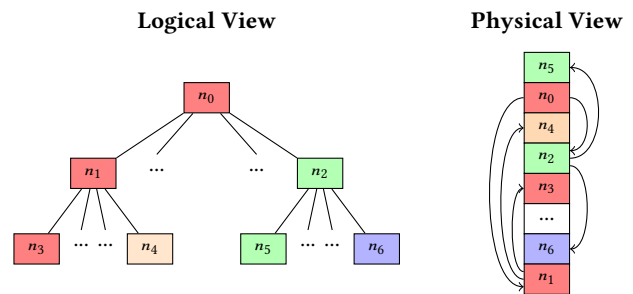 Logical View
n0
n1 ... ... n2
n3 ... ... n4 n5 ... ... n6
Physical View
n5
n0
n4
n2
n3
...
n6
n1